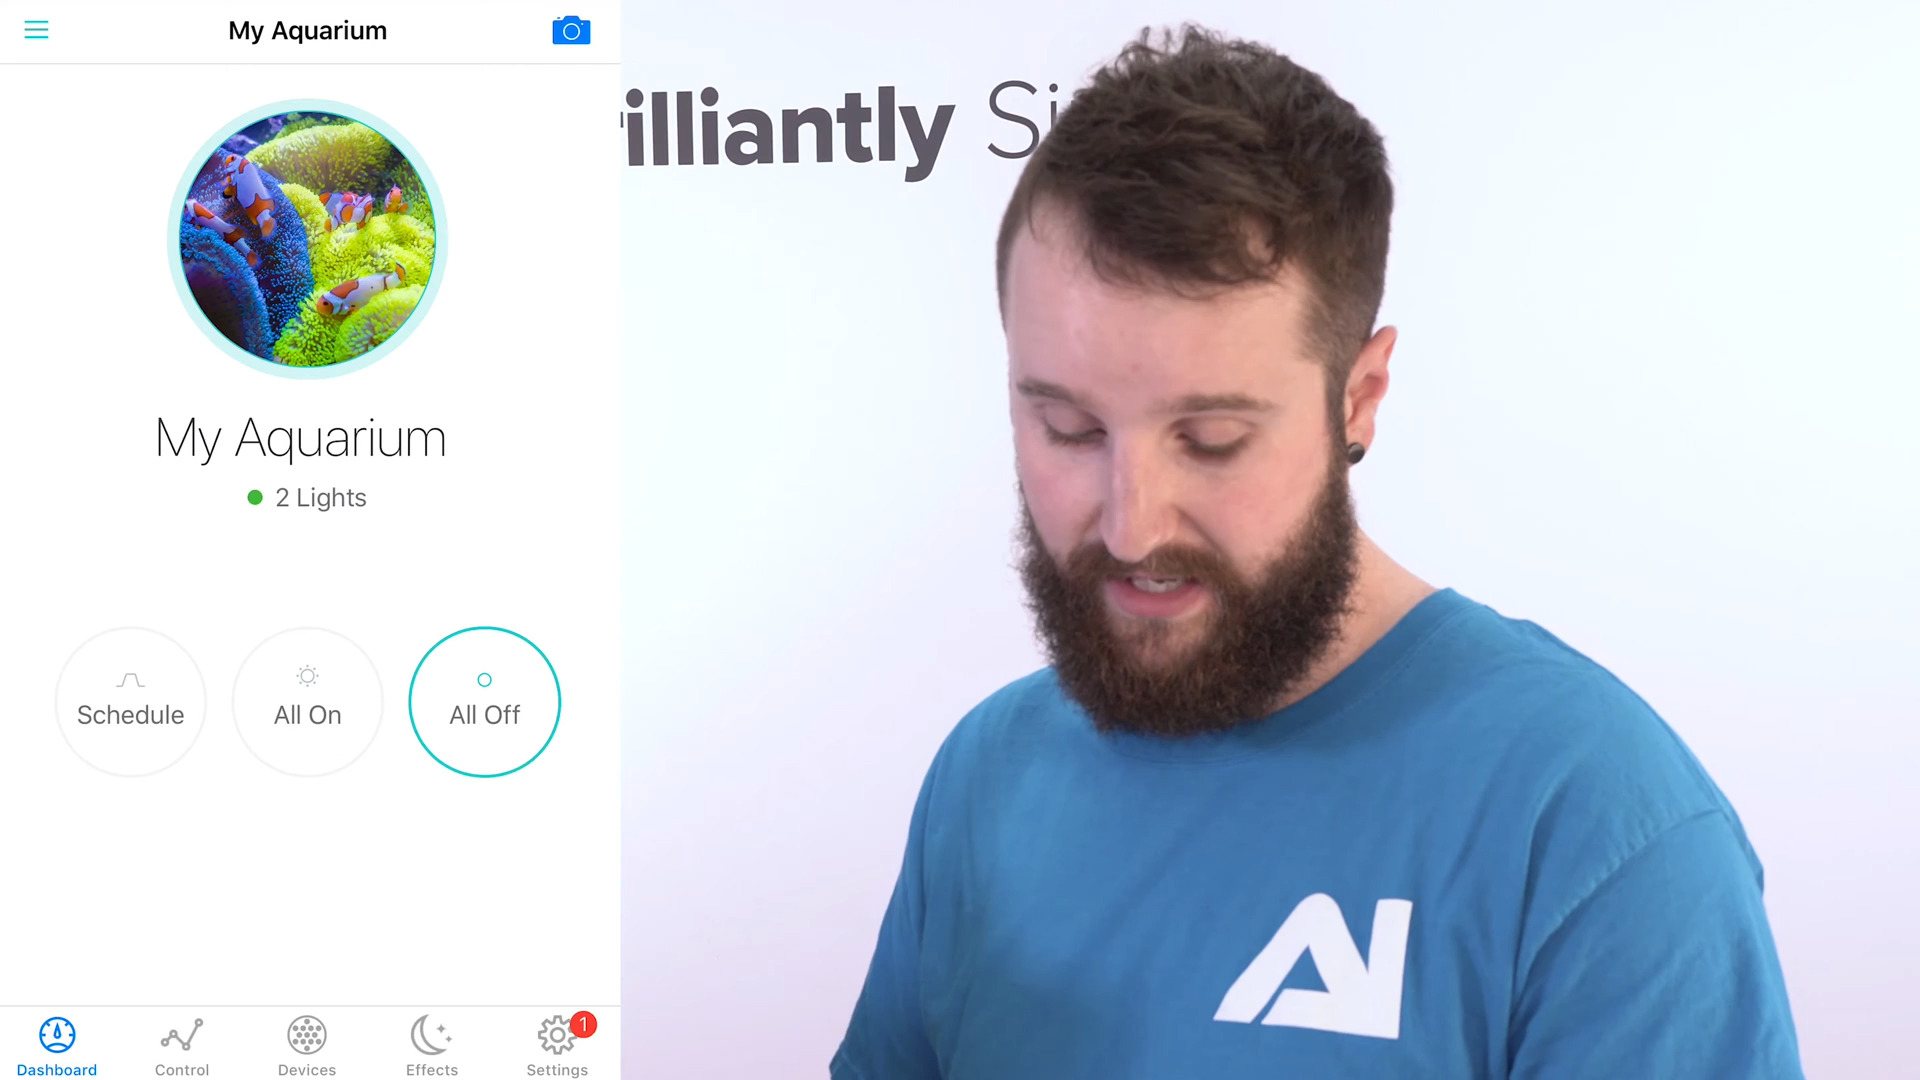 My Aquarium
My Aquarium
2 Lights
Schedule
All On
All Off
Dashboard
Control
Devices
Effects
1
Settings
illiantly Si
AI